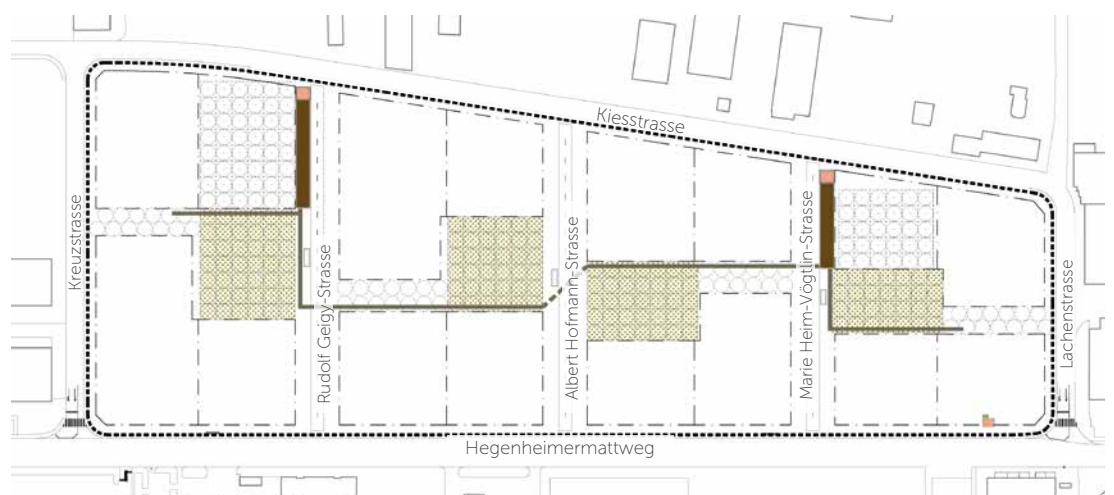 Kiesstrasse
Kreuzstrasse
Rudolf Geigy-Strasse
Albert Hofmann-Strasse
Marie Heim-Vögtlin-Strasse
Lachenstrasse
Hegenheimermattweg